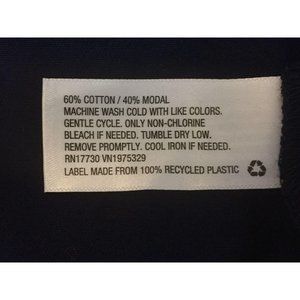 60% COTTON / 40% MODAL
MACHINE WASH COLD WITH LIKE COLORS.
GENTLE CYCLE. ONLY NON-CHLORINE
BLEACH IF NEEDED. TUMBLE DRY LOW.
REMOVE PROMPTLY. COOL IRON IF NEEDED.
RN17730 VN1975329
LABEL MADE FROM 100% RECYCLED PLASTIC